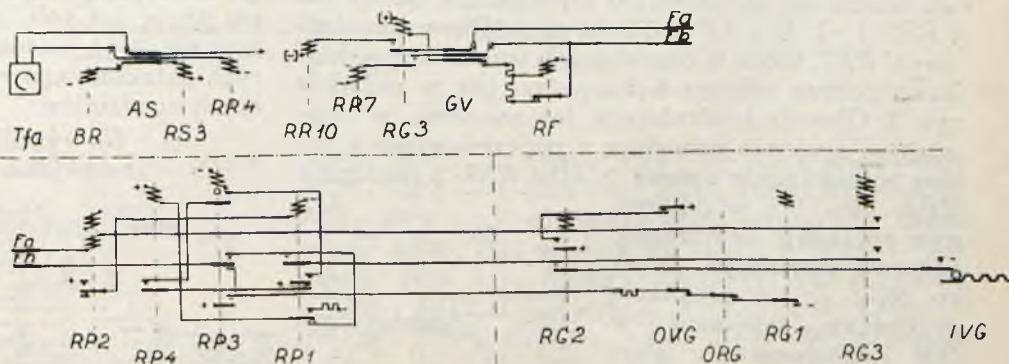 (+)
(-)
Fa
Fb
Tfa BR AS RS3 RR4 RR10 RR7 RG3 GV RF
Fa
Fb
RP2 RP4 RP3 RP1 RG2 OVG ORG RG1 RG3 IVG